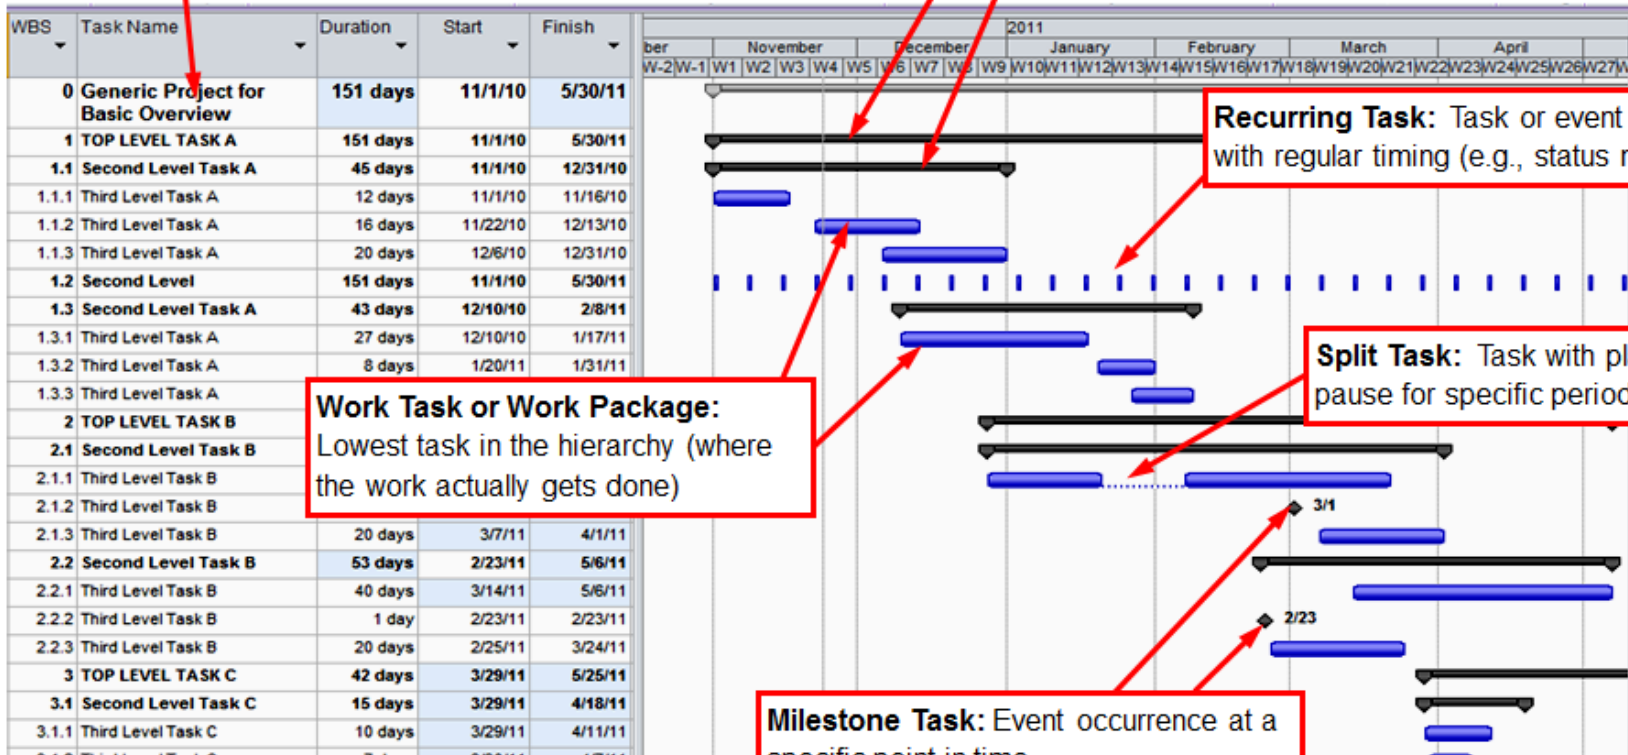 WBS Task Name Duration Start Finish
2011
ber November December January February March April
W-2 W-1 W1 W2 W3 W4 W5 W6 W7 W8 W9 W10 W11 W12 W13 W14 W15 W16 W17 W18 W19 W20 W21 W22 W23 W24 W25 W26 W27
0 Generic Project for Basic Overview 151 days 11/1/10 5/30/11
1 TOP LEVEL TASK A 151 days 11/1/10 5/30/11
1.1 Second Level Task A 45 days 11/1/10 12/31/10
1.1.1 Third Level Task A 12 days 11/1/10 11/16/10
1.1.2 Third Level Task A 16 days 11/22/10 12/13/10
1.1.3 Third Level Task A 20 days 12/6/10 12/31/10
1.2 Second Level 151 days 11/1/10 5/30/11
1.3 Second Level Task A 43 days 12/10/10 2/8/11
1.3.1 Third Level Task A 27 days 12/10/10 1/17/11
1.3.2 Third Level Task A 8 days 1/20/11 1/31/11
1.3.3 Third Level Task A
2 TOP LEVEL TASK B
2.1 Second Level Task B
2.1.1 Third Level Task B
2.1.2 Third Level Task B
2.1.3 Third Level Task B 20 days 3/7/11 4/1/11
2.2 Second Level Task B 53 days 2/23/11 5/6/11
2.2.1 Third Level Task B 40 days 3/14/11 5/6/11
2.2.2 Third Level Task B 1 day 2/23/11 2/23/11
2.2.3 Third Level Task B 20 days 2/25/11 3/24/11
3 TOP LEVEL TASK C 42 days 3/29/11 5/25/11
3.1 Second Level Task C 15 days 3/29/11 4/18/11
3.1.1 Third Level Task C 10 days 3/29/11 4/11/11
Recurring Task: Task or event
with regular timing (e.g., status
Split Task: Task with
pause for specific
Work Task or Work Package:
Lowest task in the hierarchy (where
the work actually gets done)
3/1
2/23
Milestone Task: Event occurrence at a
specific point in time